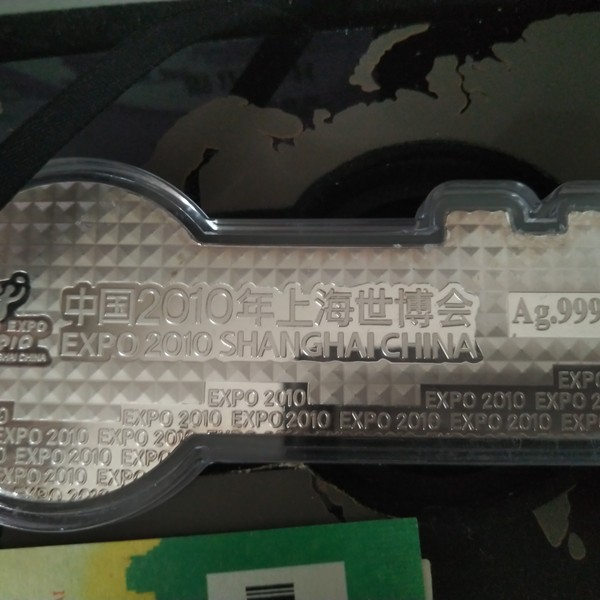 中国2010年上海世博会
EXPO 2010 SHANGHAI CHINA
Ag.999
EXPO
EXPO 2010
EXPO 2010 EXPO
EXPO 2010 EXPO 2010 EXPO 2010 EXPO 2010
EXPO 2010 EXPO 2010
EXPO 2010 EXPO 2010
EXPO 2010 EXPO
EXPO 2010